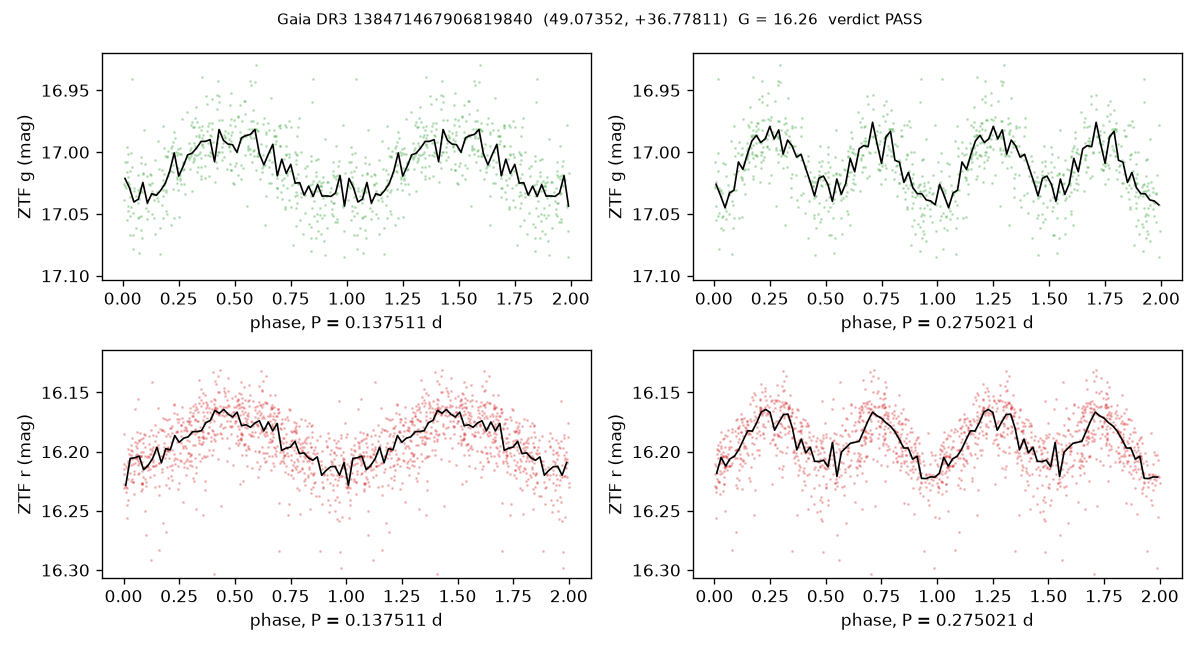 Gaia DR3 138471467906819840 (49.07352, +36.77811) G = 16.26 verdict PASS
ZTF g (mag)
16.95
17.00
17.05
17.10
0.00 0.25 0.50 0.75 1.00 1.25 1.50 1.75 2.00
phase, P = 0.137511 d
ZTF g (mag)
16.95
17.00
17.05
17.10
0.00 0.25 0.50 0.75 1.00 1.25 1.50 1.75 2.00
phase, P = 0.275021 d
ZTF r (mag)
16.15
16.20
16.25
16.30
0.00 0.25 0.50 0.75 1.00 1.25 1.50 1.75 2.00
phase, P = 0.137511 d
ZTF r (mag)
16.15
16.20
16.25
16.30
0.00 0.25 0.50 0.75 1.00 1.25 1.50 1.75 2.00
phase, P = 0.275021 d